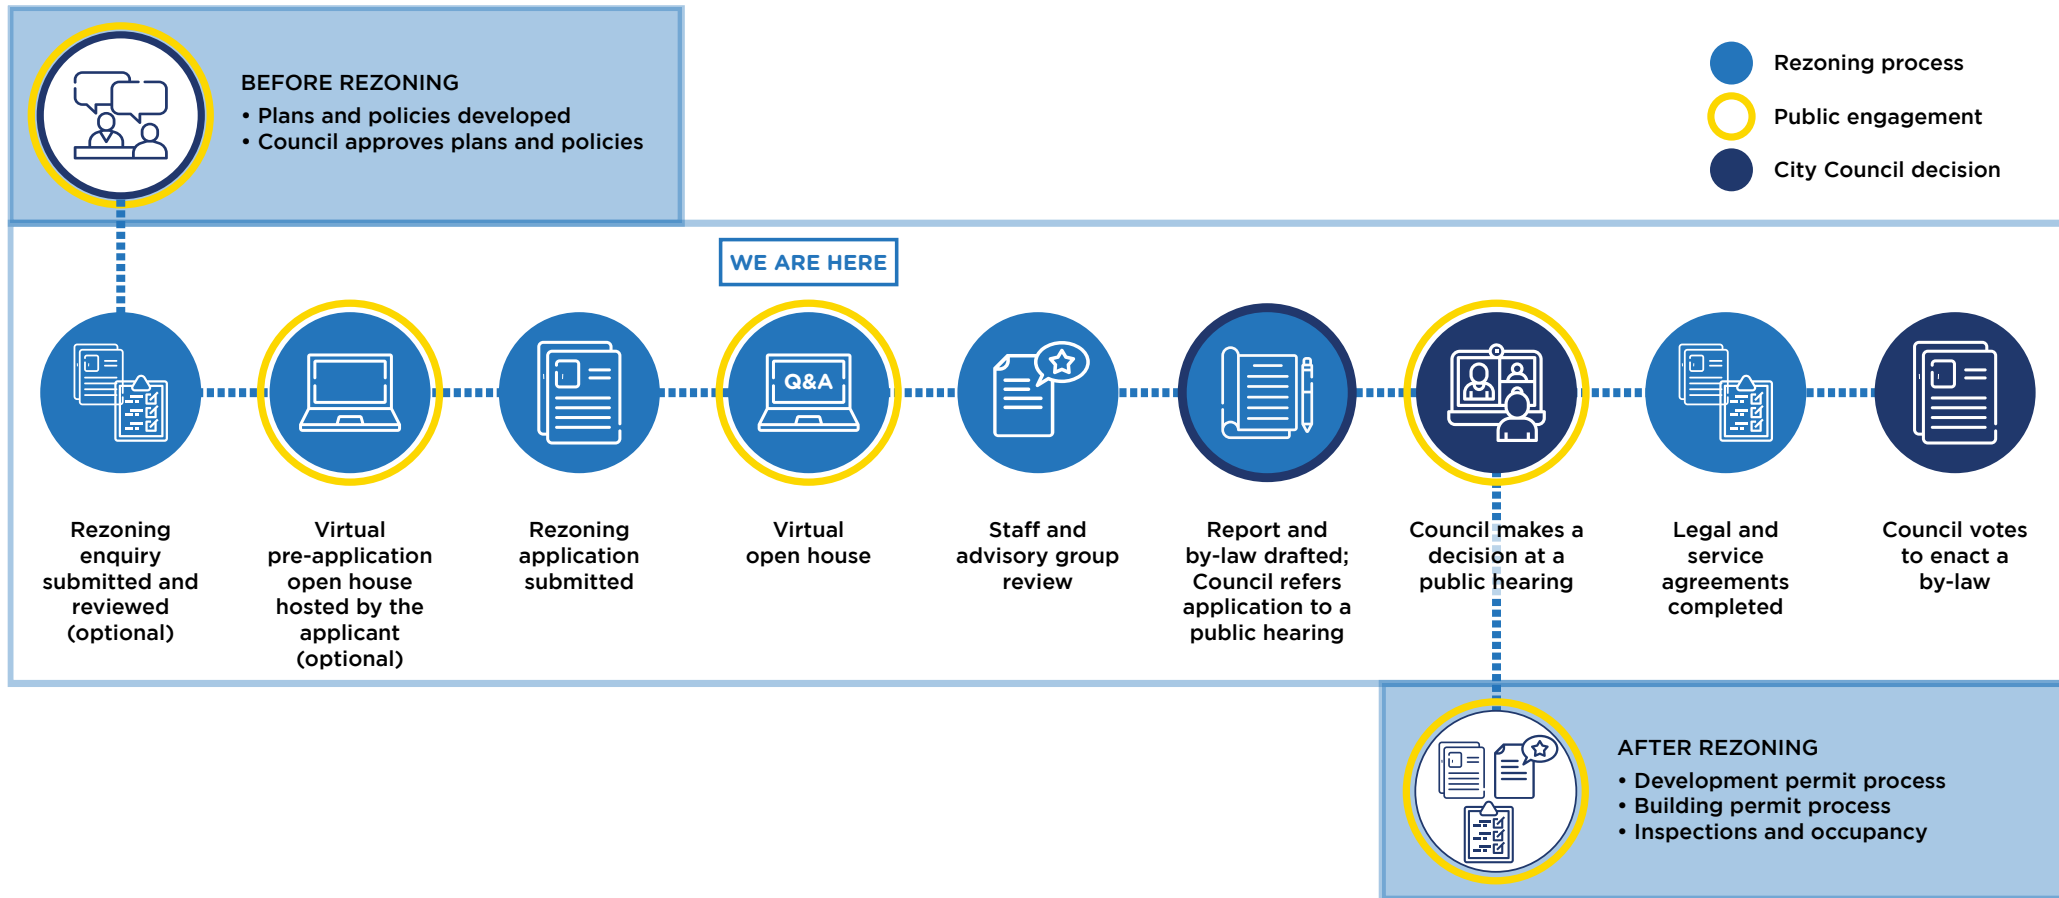 BEFORE REZONING
• Plans and policies developed
• Council approves plans and policies
Rezoning process
Public engagement
City Council decision
WE ARE HERE
Q&A
Rezoning
enquiry
submitted and
reviewed
(optional)
Virtual
pre-application
open house
hosted by the
applicant
(optional)
Rezoning
application
submitted
Virtual
open house
Staff and
advisory group
review
Report and
by-law drafted;
Council refers
application to a
public hearing
Council makes a
decision at a
public hearing
Legal and
service
agreements
completed
Council votes
to enact a
by-law
AFTER REZONING
• Development permit process
• Building permit process
• Inspections and occupancy